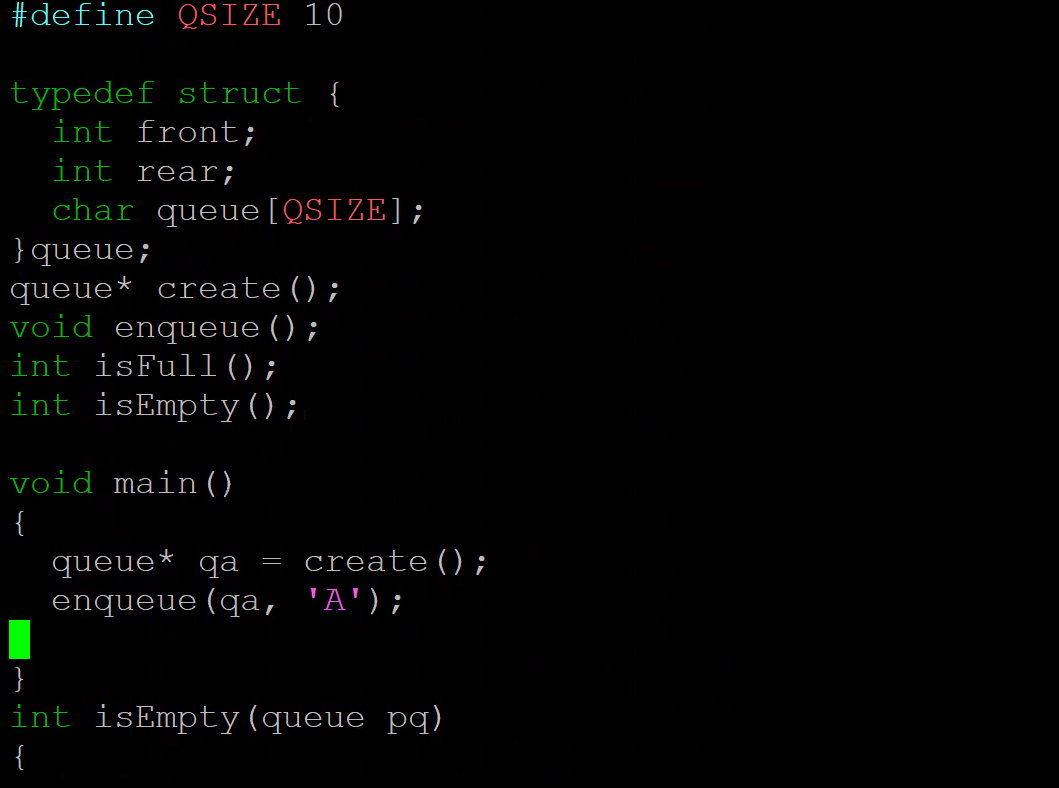 #define QSIZE 10
typedef struct {
  int front;
  int rear;
  char queue[QSIZE];
}queue;
queue* create();
void enqueue();
int isFull();
int isEmpty();
void main()
{
  queue* qa = create();
  enqueue(qa, 'A');
}
int isEmpty(queue pq)
{